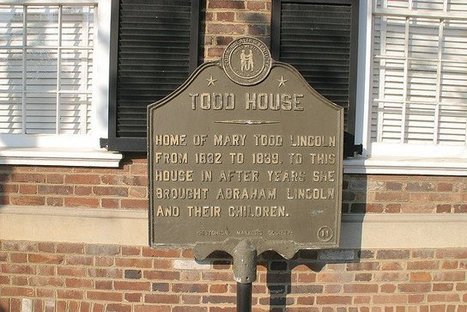 TODD HOUSE
HOME OF MARY TODD LINCOLN
FROM 1832 TO 1839. TO THIS
HOUSE IN AFTER YEARS SHE
BROUGHT ABRAHAM LINCOLN
AND THEIR CHILDREN.